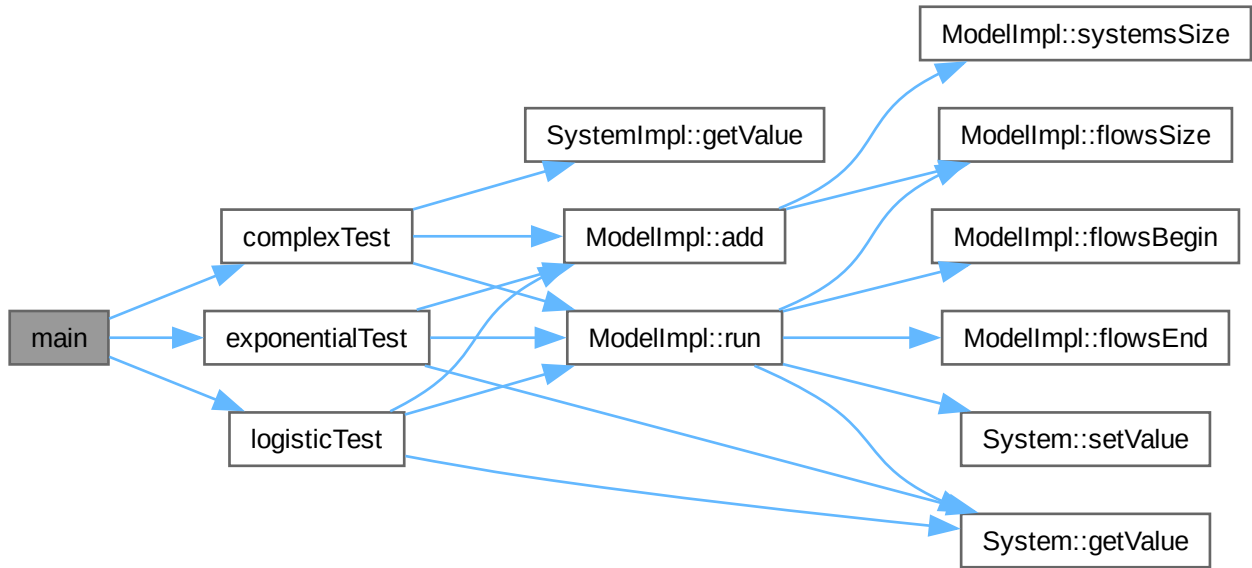 main
complexTest
exponentialTest
logisticTest
SystemImpl::getValue
ModelImpl::add
ModelImpl::run
ModelImpl::systemsSize
ModelImpl::flowsSize
ModelImpl::flowsBegin
ModelImpl::flowsEnd
System::setValue
System::getValue